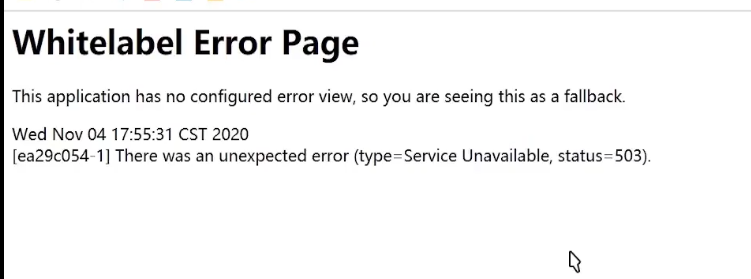 Whitelabel Error Page
This application has no configured error view, so you are seeing this as a fallback.
Wed Nov 04 17:55:31 CST 2020
[ea29c054-1] There was an unexpected error (type=Service Unavailable, status=503).